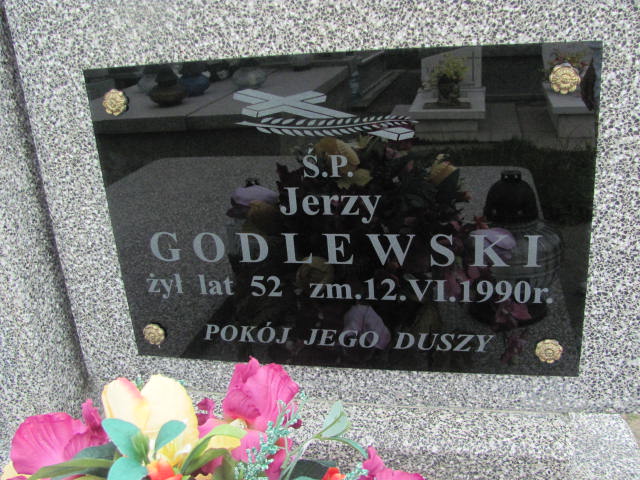 Ś.P.
Jerzy
GODLEWSKI
żył lat 52 zm.12.VI.1990r.
POKÓJ JEGO DUSZY